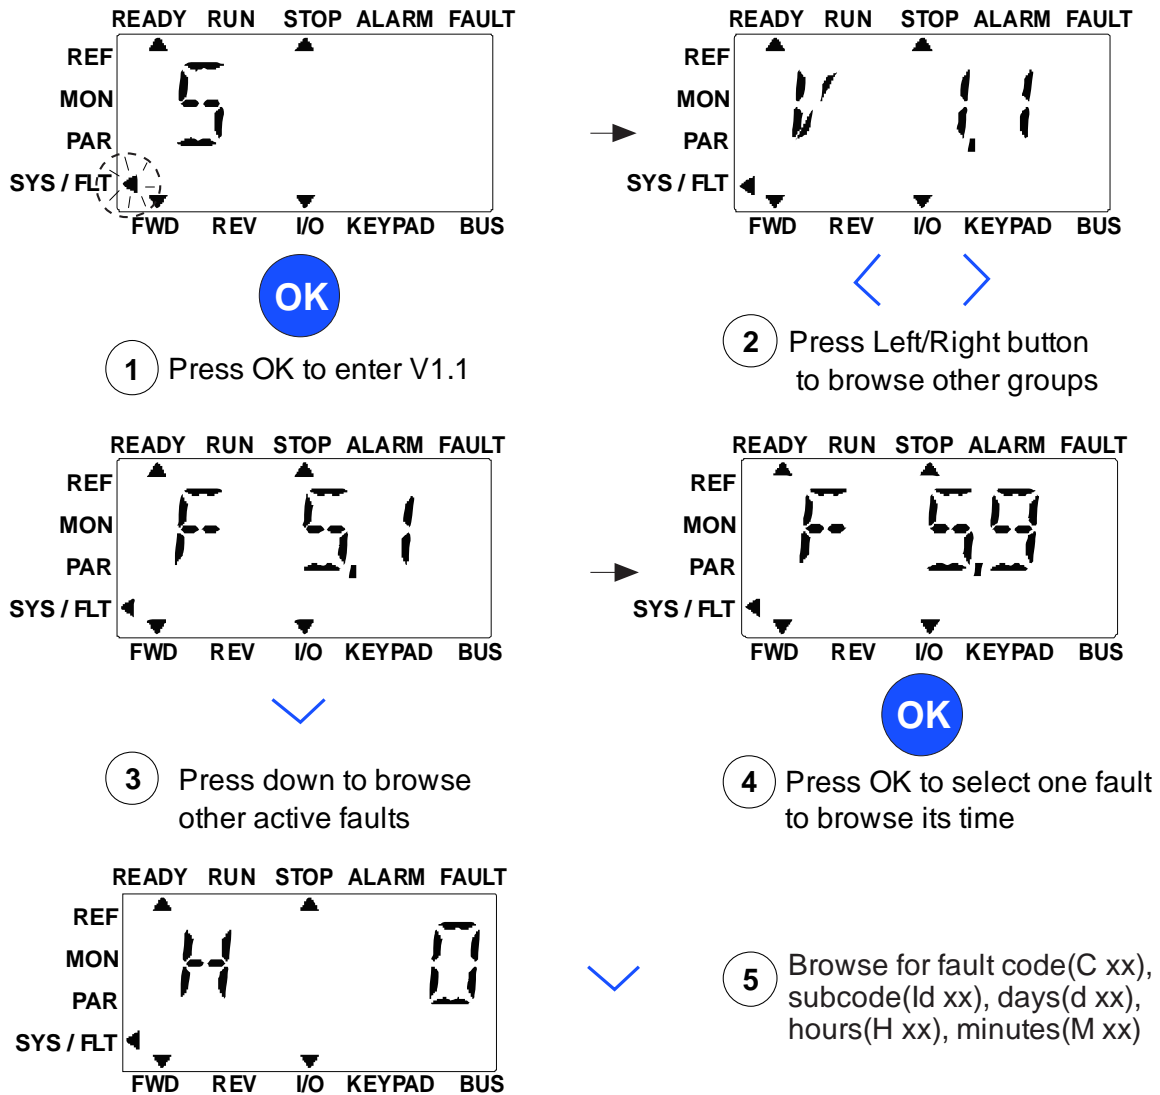 READY RUN STOP ALARM FAULT
REF
MON
PAR
SYS / FLT
5
FWD REV I/O KEYPAD BUS
OK
1 Press OK to enter V1.1
READY RUN STOP ALARM FAULT
REF
MON
PAR
SYS / FLT
V 1.1
FWD REV I/O KEYPAD BUS
2 Press Left/Right button
to browse other groups
READY RUN STOP ALARM FAULT
REF
MON
PAR
SYS / FLT
F 5.1
FWD REV I/O KEYPAD BUS
3 Press down to browse
other active faults
READY RUN STOP ALARM FAULT
REF
MON
PAR
SYS / FLT
F 5.9
FWD REV I/O KEYPAD BUS
OK
4 Press OK to select one fault
to browse its time
READY RUN STOP ALARM FAULT
REF
MON
PAR
SYS / FLT
H 0
FWD REV I/O KEYPAD BUS
5 Browse for fault code(C xx),
subcode(Id xx), days(d xx),
hours(H xx), minutes(M xx)